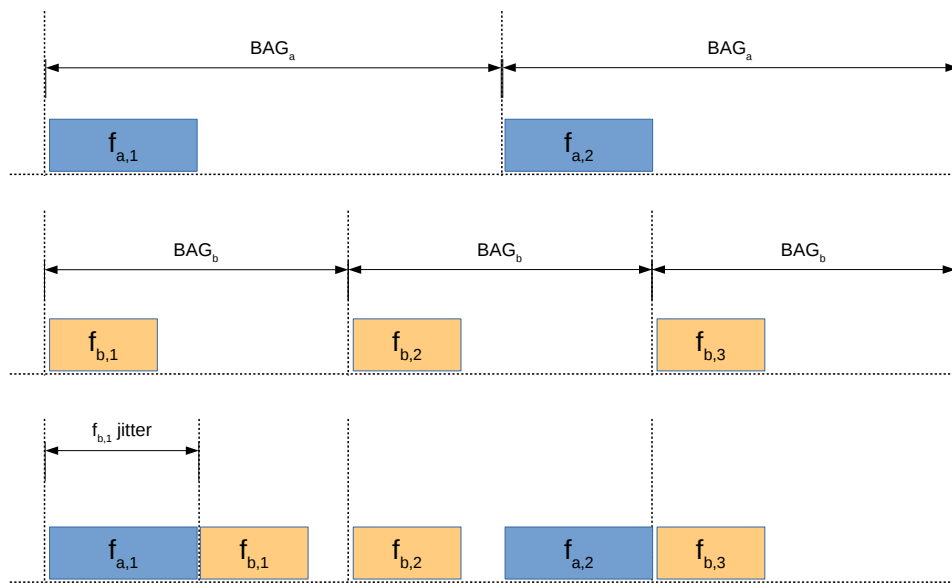 BAGa BAGa
fa,1 fa,2
BAGb BAGb BAGb
fb,1 fb,2 fb,3
fb,1 jitter
fa,1 fb,1 fb,2 fa,2 fb,3